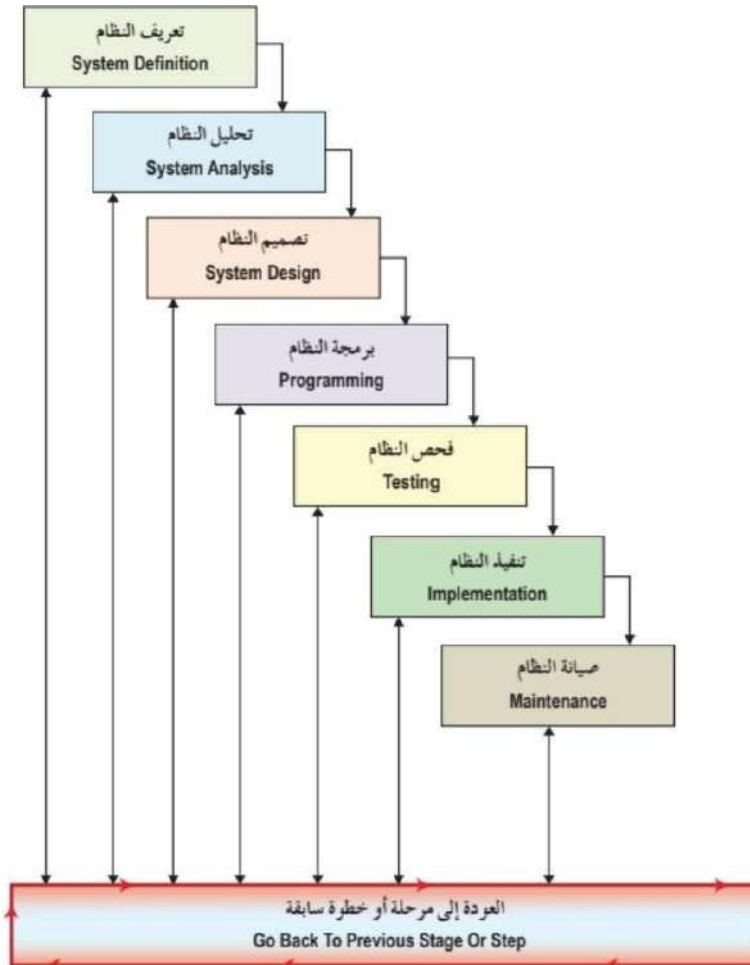 تعريف النظام
System Definition
تحليل النظام
System Analysis
تصميم النظام
System Design
برمجة النظام
Programming
فحص النظام
Testing
تنفيذ النظام
Implementation
صيانة النظام
Maintenance
العودة إلى مرحلة أو خطوة سابقة
Go Back To Previous Stage Or Step